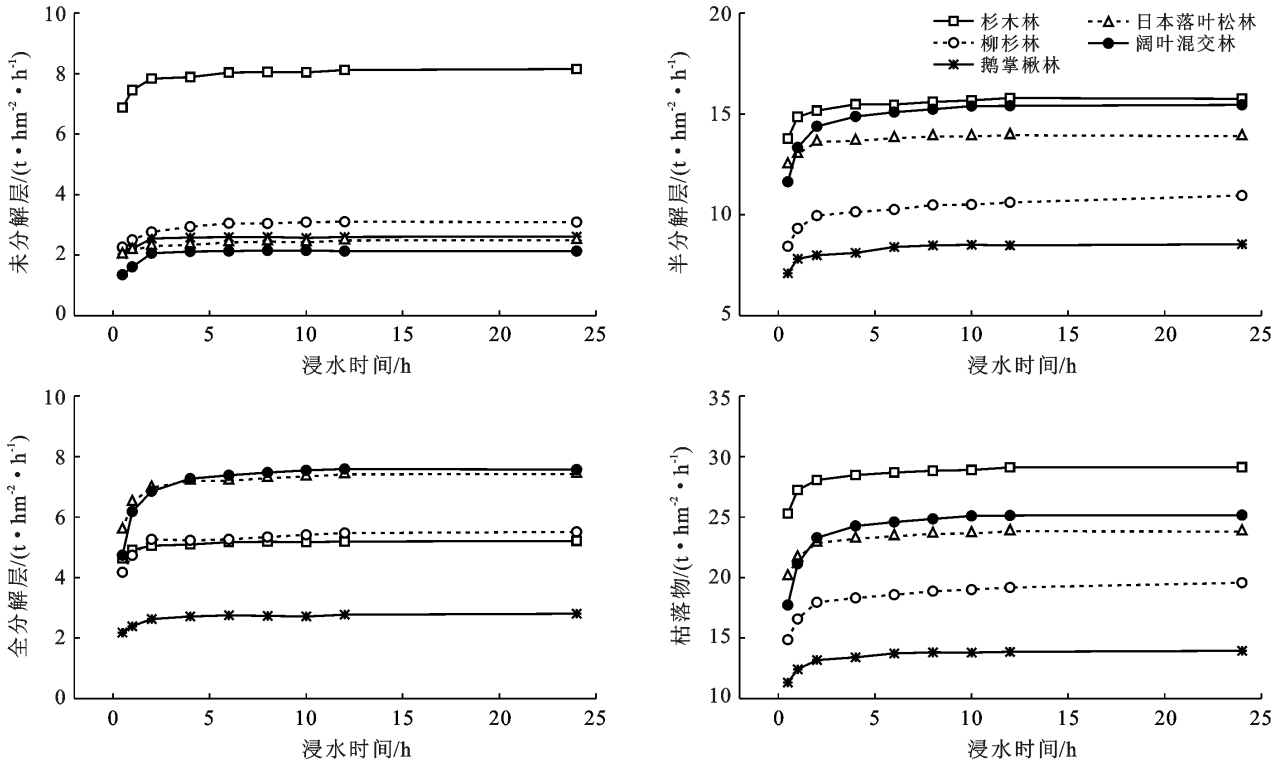 未分解层/(t·hm⁻²·h⁻¹)
10
8
6
4
2
0
0 5 10 15 20 25
浸水时间/h
半分解层/(t·hm⁻²·h⁻¹)
20
15
10
5
杉木林 日本落叶松林
柳杉林 阔叶混交林
鹅掌楸林
0 5 10 15 20 25
浸水时间/h
全分解层/(t·hm⁻²·h⁻¹)
10
8
6
4
2
0
0 5 10 15 20 25
浸水时间/h
枯落物/(t·hm⁻²·h⁻¹)
35
30
25
20
15
10
0 5 10 15 20 25
浸水时间/h